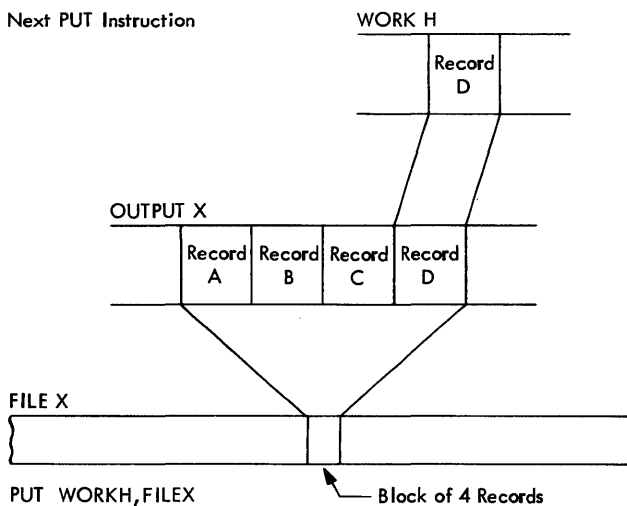 Next PUT Instruction
WORK H
Record
D
OUTPUT X
Record Record Record Record
A B C D
FILE X
PUT WORKH,FILEX
Block of 4 Records